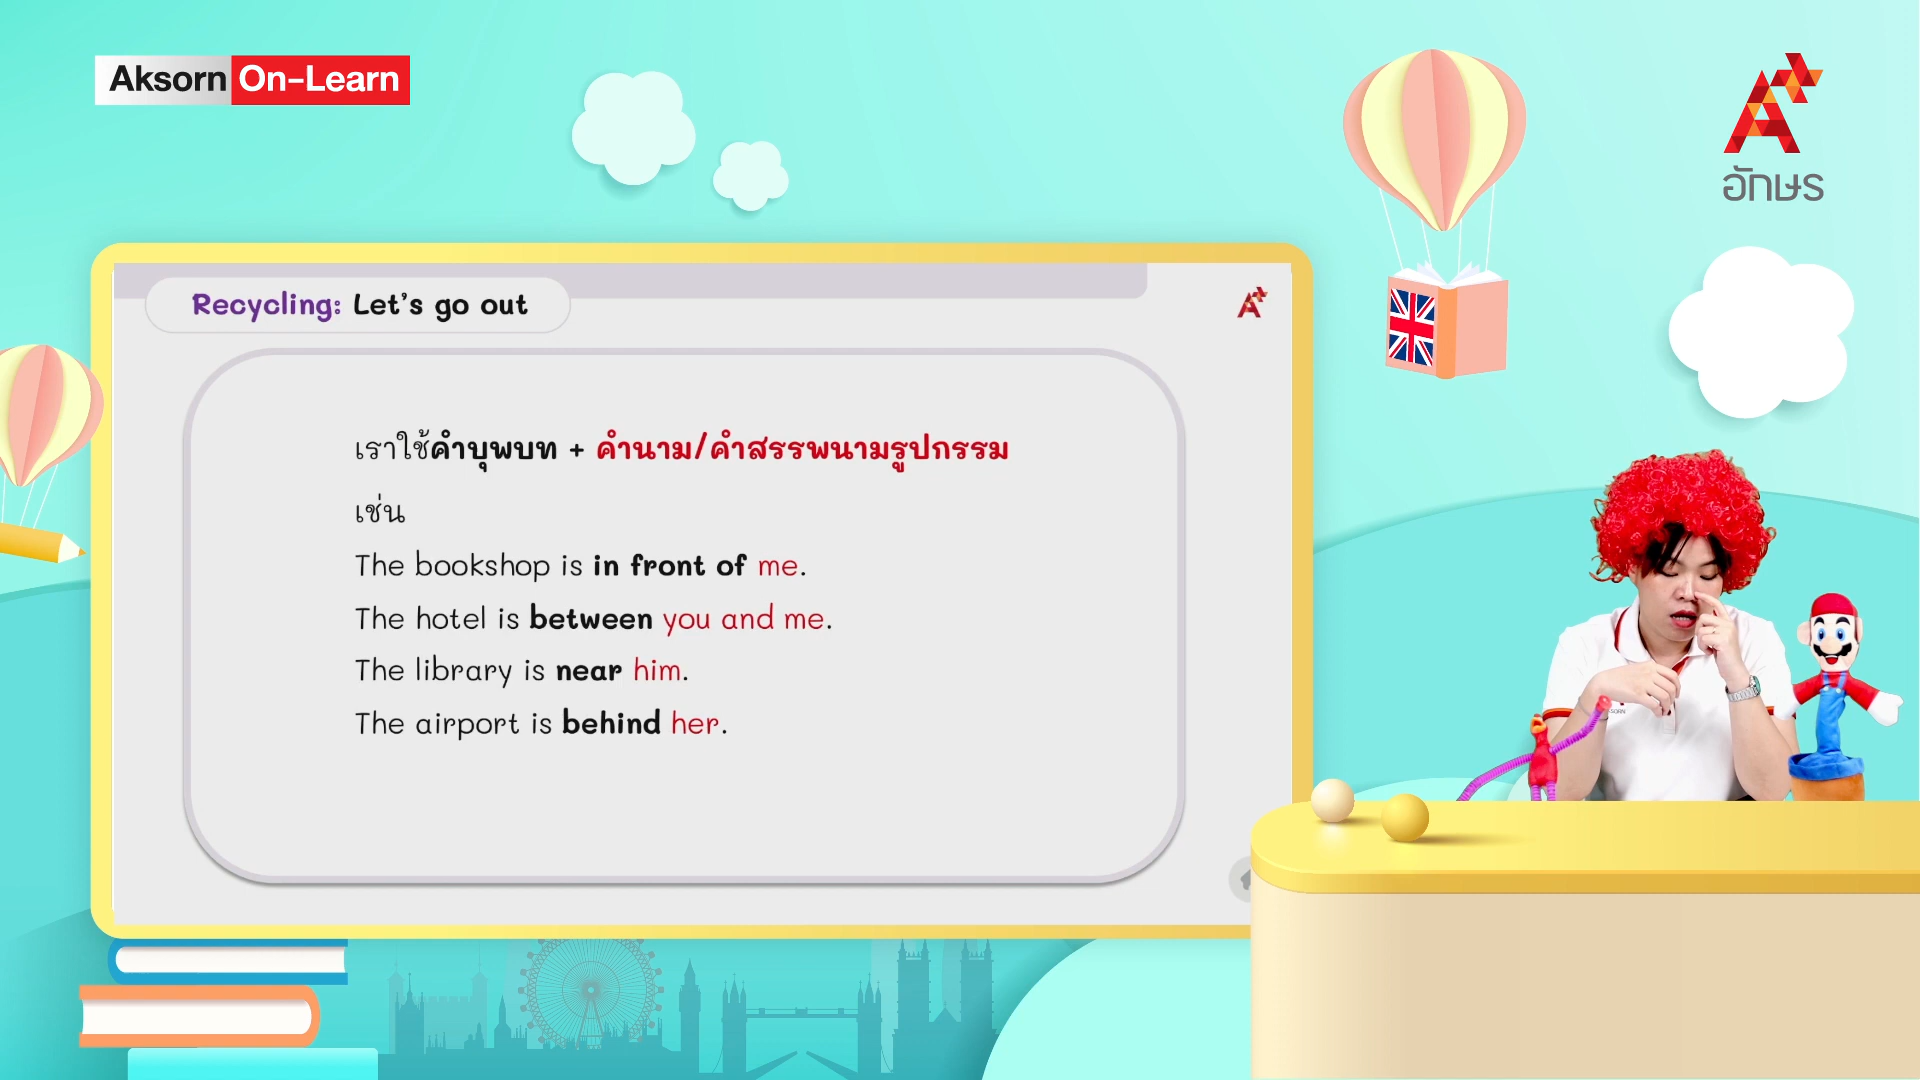 Aksorn On-Learn
อักษร
Recycling: Let's go out
เราใช้คำบุพบท + คำนาม/คำสรรพนามรูปกรรม
เช่น
The bookshop is in front of me.
The hotel is between you and me.
The library is near him.
The airport is behind her.